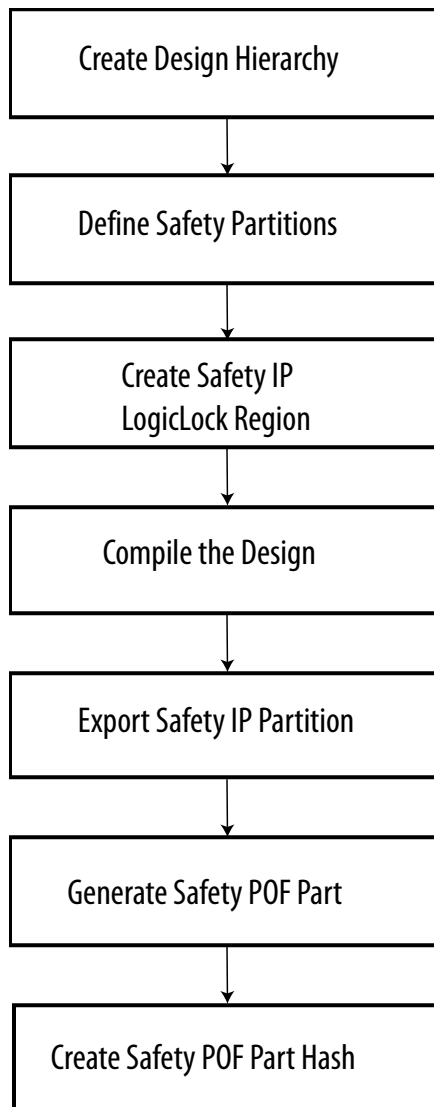 Create Design Hierarchy
Define Safety Partitions
Create Safety IP
LogicLock Region
Compile the Design
Export Safety IP Partition
Generate Safety POF Part
Create Safety POF Part Hash